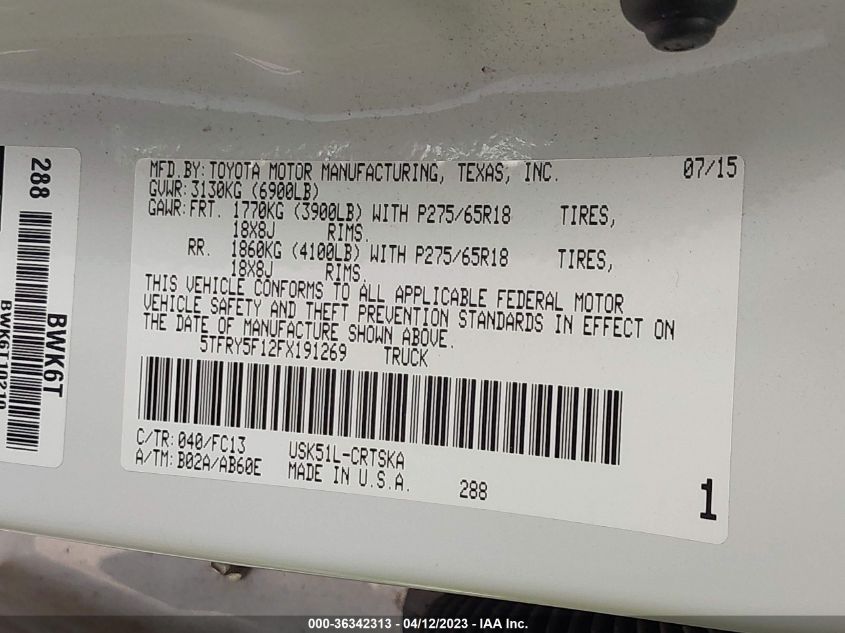 288
BWK6T
BWK6T10210
MFD.BY:TOYOTA MOTOR MANUFACTURING, TEXAS, INC. 07/15
GVWR:3130KG (6900LB)
GAWR:FRT. 1770KG (3900LB) WITH P275/65R18 TIRES,
18X8J RIMS.
RR. 1860KG (4100LB) WITH P275/65R18 TIRES,
18X8J RIMS.
THIS VEHICLE CONFORMS TO ALL APPLICABLE FEDERAL MOTOR
VEHICLE SAFETY AND THEFT PREVENTION STANDARDS IN EFFECT ON
THE DATE OF MANUFACTURE SHOWN ABOVE.
5TFRY5F12FX191269 TRUCK
C/TR:040/FC13 USK51L-CRTSKA
A/TM:B02A/AB60E MADE IN U.S.A. 288 1
000-36342313 - 04/12/2023 - IAA Inc.